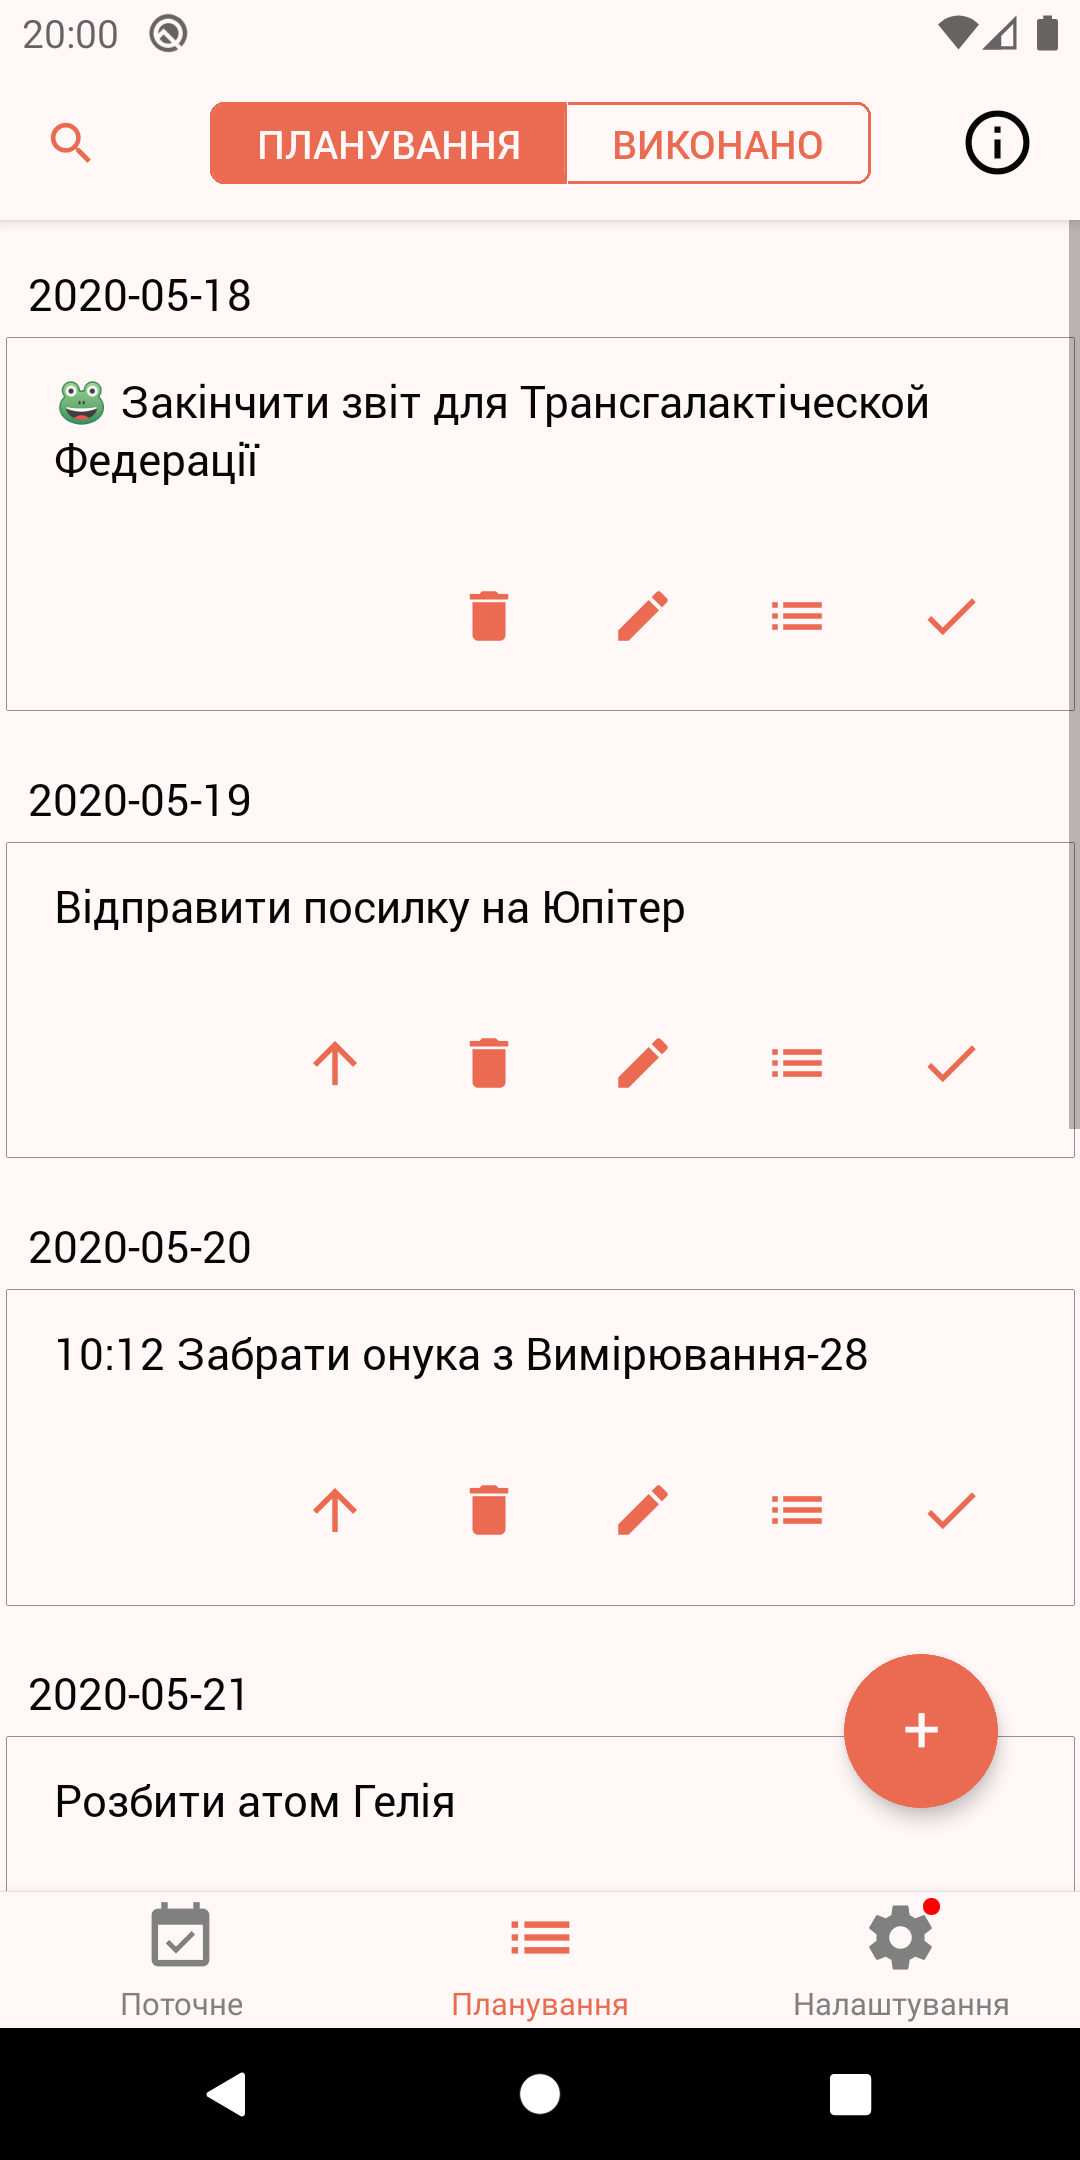 20:00
ПЛАНУВАННЯ ВИКОНАНО
2020-05-18
🐸 Закінчити звіт для Трансгалактіческой
Федерації
2020-05-19
Відправити посилку на Юпітер
2020-05-20
10:12 Забрати онука з Вимірювання-28
2020-05-21
Розбити атом Гелія
Поточне Планування Налаштування